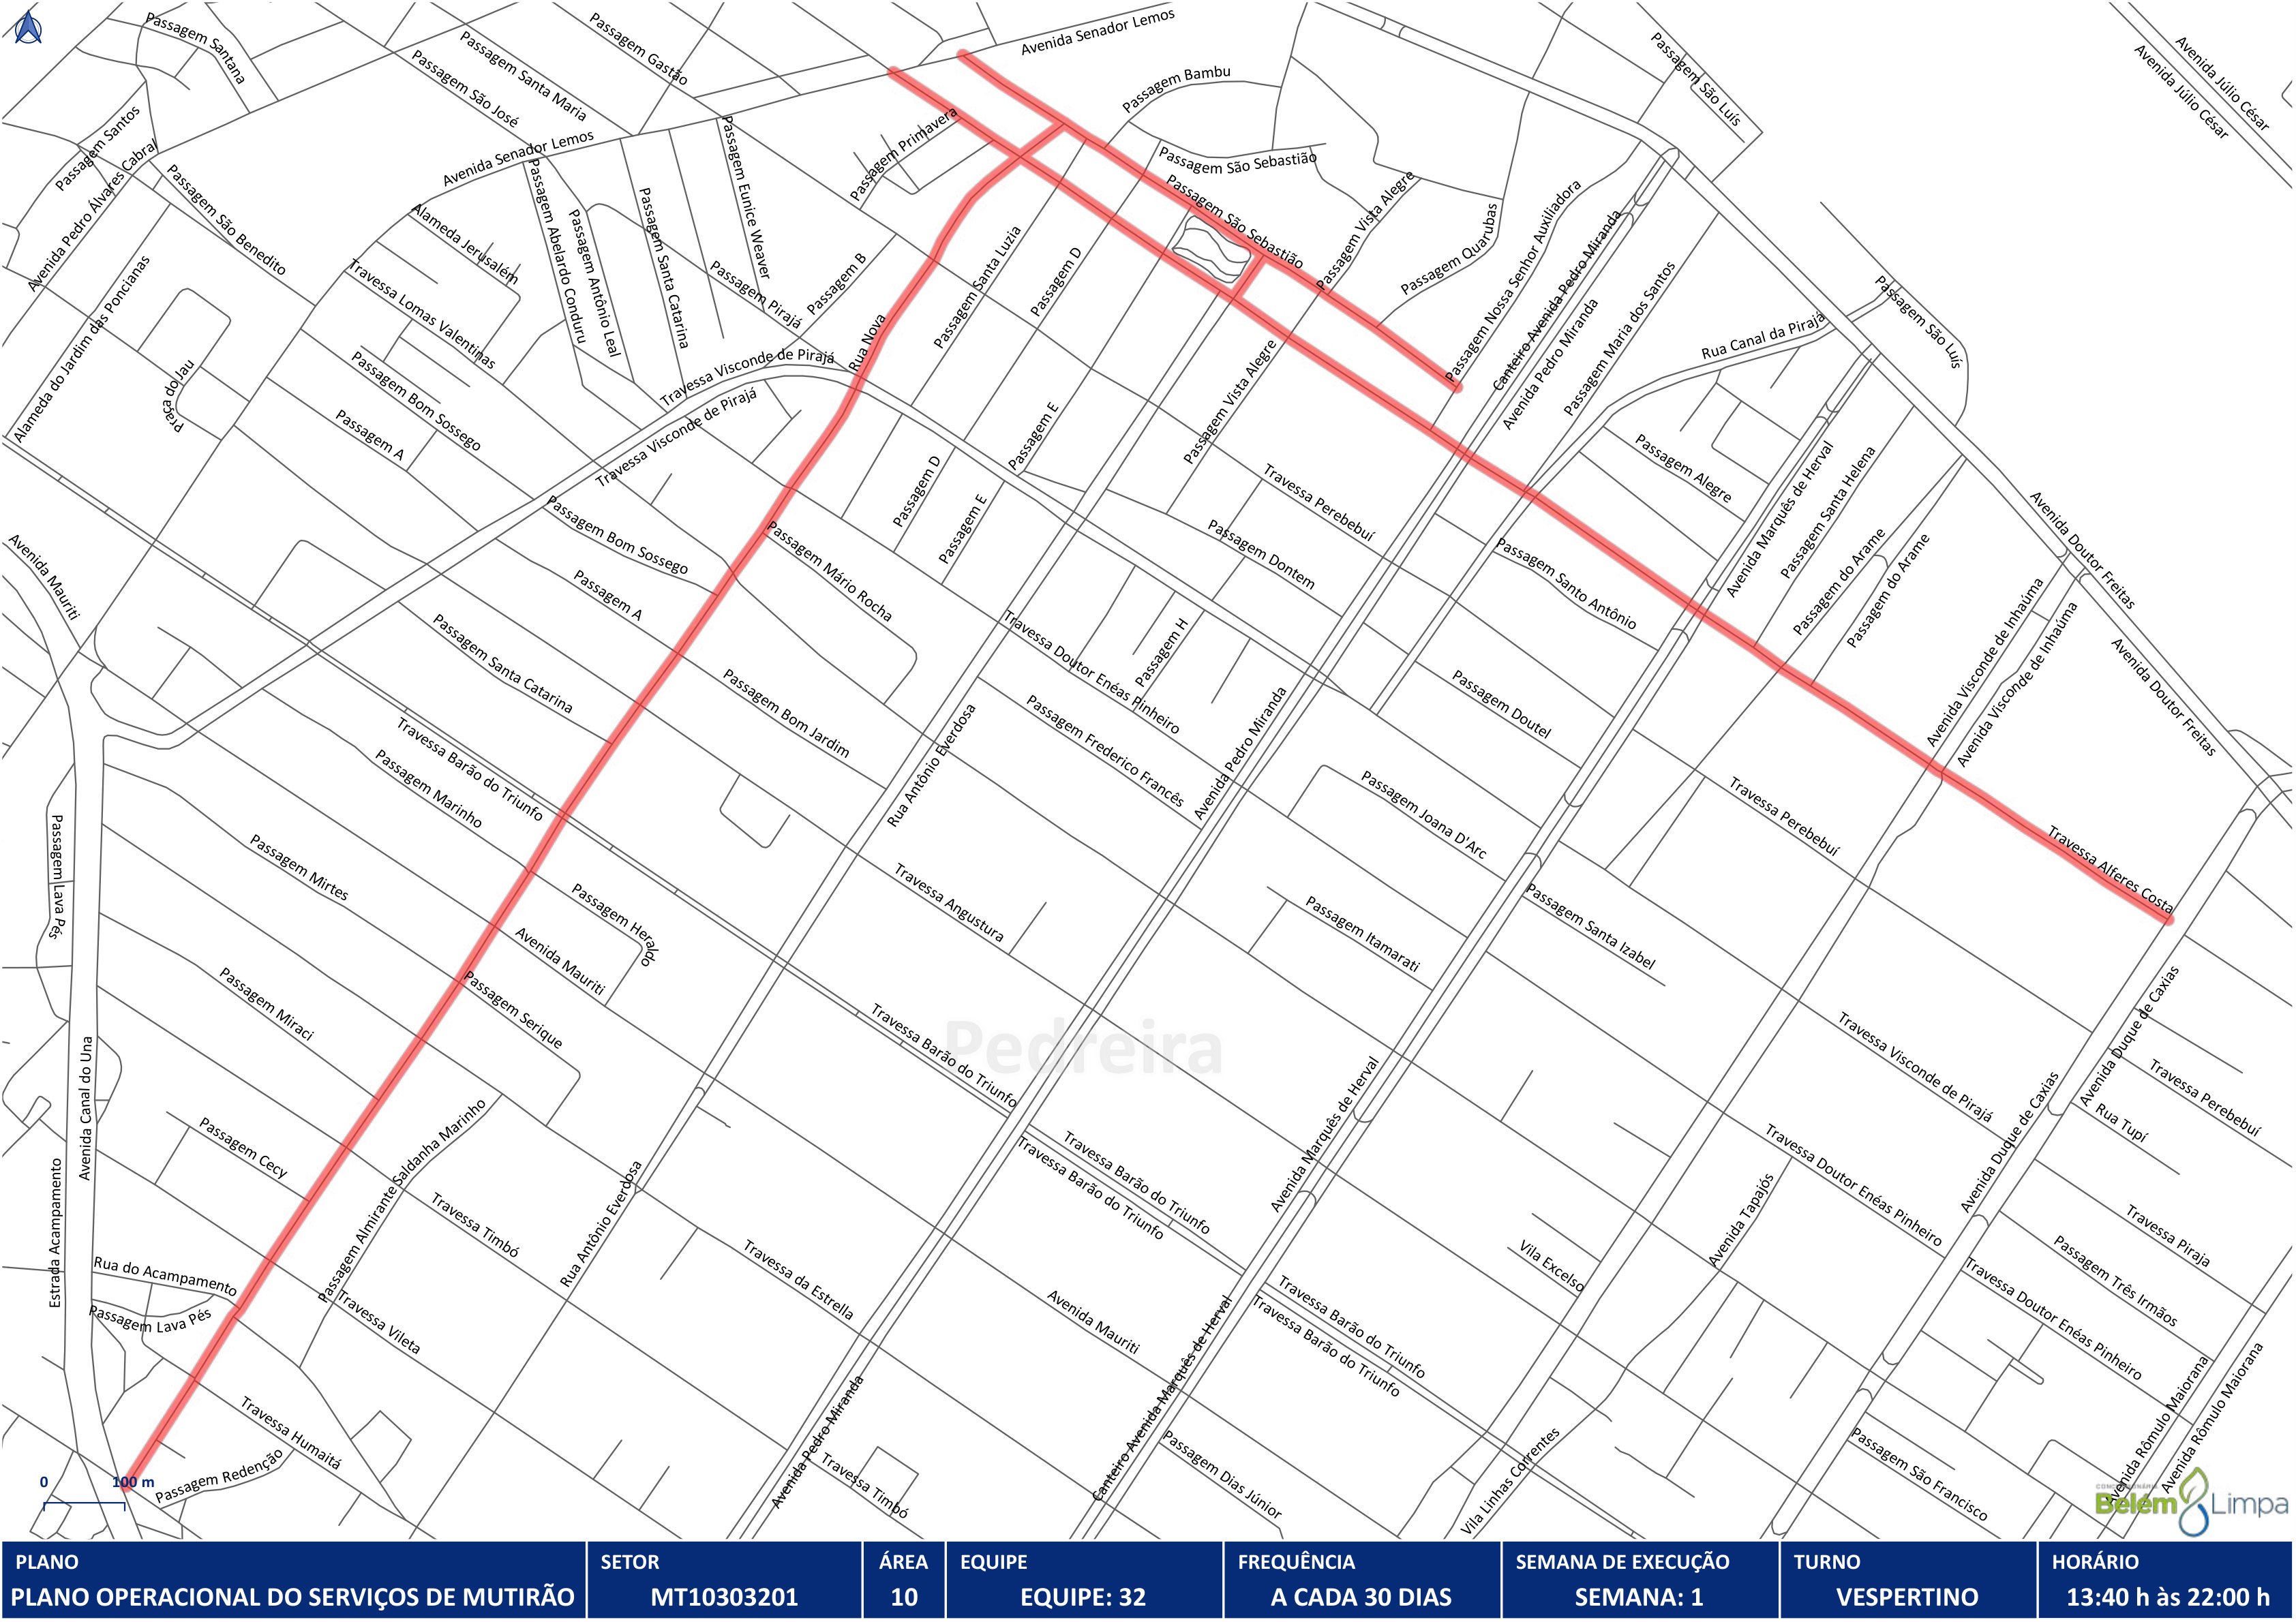 Passagem Santana
Passagem Gastão
Avenida Senador Lemos
Passagem Santa Maria
Passagem São José
Passagem São Luís
Avenida Júlio César
Avenida Júlio César
Passagem Bambu
Passagem Santos
Avenida Pedro Álvares Cabral
Avenida Senador Lemos
Passagem Primavera
Passagem Eunice Weaver
Passagem São Sebastião
Passagem São Benedito
Passagem Abelardo Conduru
Passagem Antônio Leal
Passagem Santa Catarina
Passagem São Sebastião
Passagem Vista Alegre
Passagem Quarubas
Passagem Nossa Senhor Auxiliadora
Canteiro Avenida Pedro Miranda
Avenida Pedro Miranda
Passagem Maria dos Santos
Alameda Jerusalém
Travessa Lomas Valentinas
Passagem Pirajá
Passagem B
Passagem Santa Luzia
Passagem D
Rua Canal da Pirajá
Passagem São Luís
Alameda do Jardim das Poncianas
Praça do Jau
Passagem Bom Sossego
Passagem A
Travessa Visconde de Pirajá
Travessa Visconde de Pirajá
Rua Nova
Passagem Vista Alegre
Passagem E
Passagem D
Passagem E
Travessa Perebebuí
Passagem Alegre
Avenida Marquês de Herval
Passagem Santa Helena
Passagem do Arame
Passagem do Arame
Avenida Doutor Freitas
Avenida Doutor Freitas
Avenida Mauriti
Passagem Bom Sossego
Passagem A
Passagem Mário Rocha
Passagem Dontem
Passagem Santo Antônio
Avenida Visconde de Inhaúma
Avenida Visconde de Inhaúma
Passagem Santa Catarina
Passagem Bom Jardim
Travessa Doutor Enéas Pinheiro
Passagem H
Passagem Doutel
Passagem Frederico Francês
Avenida Pedro Miranda
Rua Antônio Everdosa
Travessa Barão do Triunfo
Passagem Marinho
Passagem Joana D'Arc
Travessa Perebebuí
Travessa Alferes Costa
Passagem Lava Pés
Passagem Mirtes
Passagem Heraldo
Avenida Mauriti
Travessa Angustura
Passagem Itamarati
Passagem Santa Izabel
Passagem Miraci
Passagem Serique
Travessa Barão do Triunfo
Pedreira
Travessa Visconde de Pirajá
Avenida Duque de Caxias
Avenida Duque de Caxias
Travessa Perebebuí
Rua Tupí
Avenida Canal do Una
Estrada Acampamento
Passagem Cecy
Passagem Almirante Saldanha Marinho
Travessa Timbó
Rua Antônio Everdosa
Travessa Barão do Triunfo
Travessa Barão do Triunfo
Avenida Marquês de Herval
Travessa Doutor Enéas Pinheiro
Avenida Tapajós
Vila Excelso
Travessa Piraja
Passagem Três Irmãos
Travessa Doutor Enéas Pinheiro
Rua do Acampamento
Passagem Lava Pés
Travessa Vileta
Travessa da Estrella
Avenida Mauriti
Travessa Barão do Triunfo
Travessa Barão do Triunfo
Canteiro Avenida Marquês de Herval
Avenida Pedro Miranda
Travessa Humaitá
Passagem Redenção
Travessa Timbó
Passagem Dias Júnior
Vila Linhas Correntes
Passagem São Francisco
Avenida Rômulo Maiorana
Avenida Rômulo Maiorana
0 100 m
Belém Limpa
PLANO
PLANO OPERACIONAL DO SERVIÇOS DE MUTIRÃO
SETOR
MT10303201
ÁREA
10
EQUIPE
EQUIPE: 32
FREQUÊNCIA
A CADA 30 DIAS
SEMANA DE EXECUÇÃO
SEMANA: 1
TURNO
VESPERTINO
HORÁRIO
13:40 h às 22:00 h